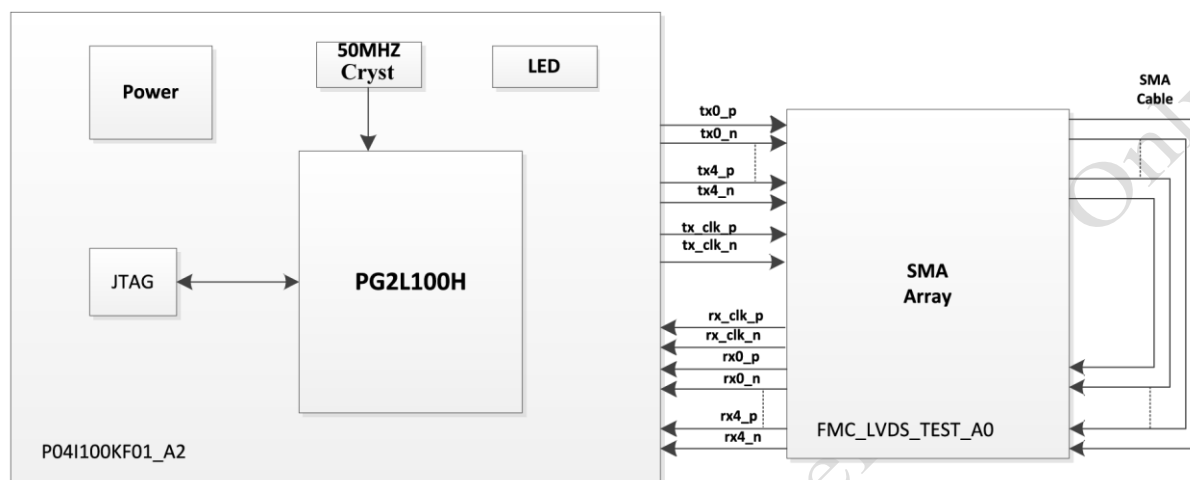 50MHZ
Cryst
LED
Power
SMA
Cable
tx0_p
tx0_n
tx4_p
tx4_n
tx_clk_p
tx_clk_n
JTAG
PG2L100H
SMA
Array
rx_clk_p
rx_clk_n
rx0_p
rx0_n
rx4_p
rx4_n
FMC_LVDS_TEST_A0
P04I100KF01_A2
Only